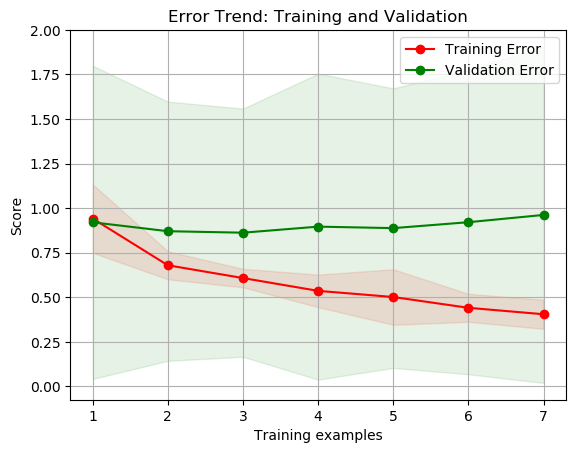 Error Trend: Training and Validation
Training Error
Validation Error
Score
2.00
1.75
1.50
1.25
1.00
0.75
0.50
0.25
0.00
1 2 3 4 5 6 7
Training examples